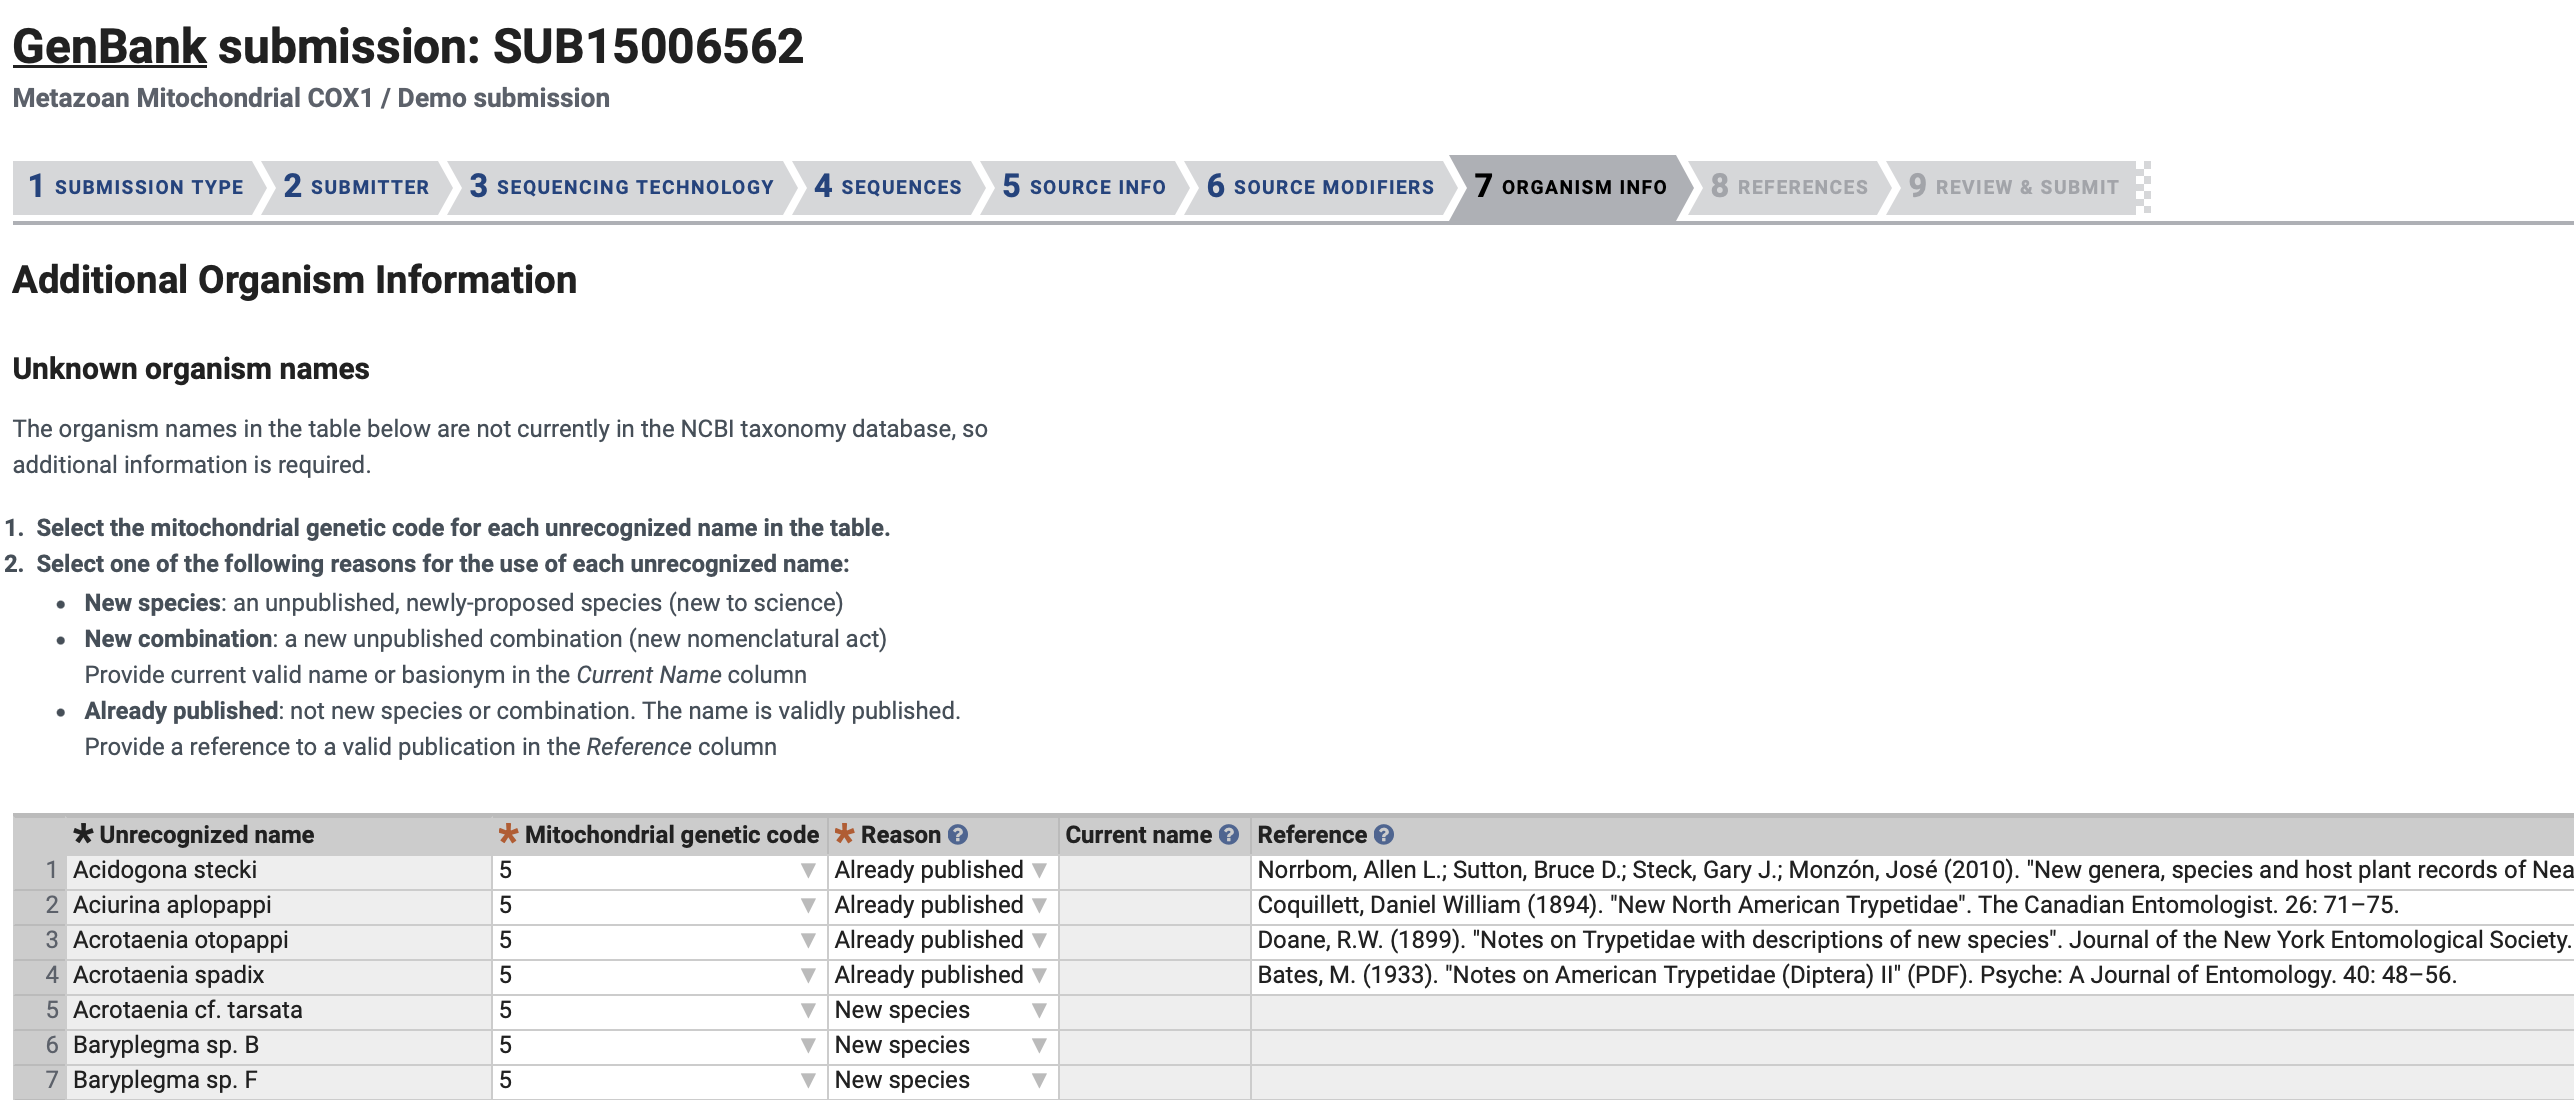 GenBank submission: SUB15006562
Metazoan Mitochondrial COX1 / Demo submission
1 SUBMISSION TYPE 2 SUBMITTER 3 SEQUENCING TECHNOLOGY 4 SEQUENCES 5 SOURCE INFO 6 SOURCE MODIFIERS 7 ORGANISM INFO 8 REFERENCES 9 REVIEW & SUBMIT
Additional Organism Information
Unknown organism names
The organism names in the table below are not currently in the NCBI taxonomy database, so
additional information is required.
1. Select the mitochondrial genetic code for each unrecognized name in the table.
2. Select one of the following reasons for the use of each unrecognized name:
• New species: an unpublished, newly-proposed species (new to science)
• New combination: a new unpublished combination (new nomenclatural act)
Provide current valid name or basionym in the Current Name column
• Already published: not new species or combination. The name is validly published.
Provide a reference to a valid publication in the Reference column
* Unrecognized name * Mitochondrial genetic code * Reason ? Current name ? Reference ?
1 Acidogona stecki 5 Already published Norrbom, Allen L.; Sutton, Bruce D.; Steck, Gary J.; Monzón, José (2010). "New genera, species and host plant records of Nea
2 Aciurina aplopappi 5 Already published Coquillett, Daniel William (1894). "New North American Trypetidae". The Canadian Entomologist. 26: 71–75.
3 Acrotaenia otopappi 5 Already published Doane, R.W. (1899). "Notes on Trypetidae with descriptions of new species". Journal of the New York Entomological Society.
4 Acrotaenia spadix 5 Already published Bates, M. (1933). "Notes on American Trypetidae (Diptera) II" (PDF). Psyche: A Journal of Entomology. 40: 48–56.
5 Acrotaenia cf. tarsata 5 New species
6 Baryplegma sp. B 5 New species
7 Baryplegma sp. F 5 New species